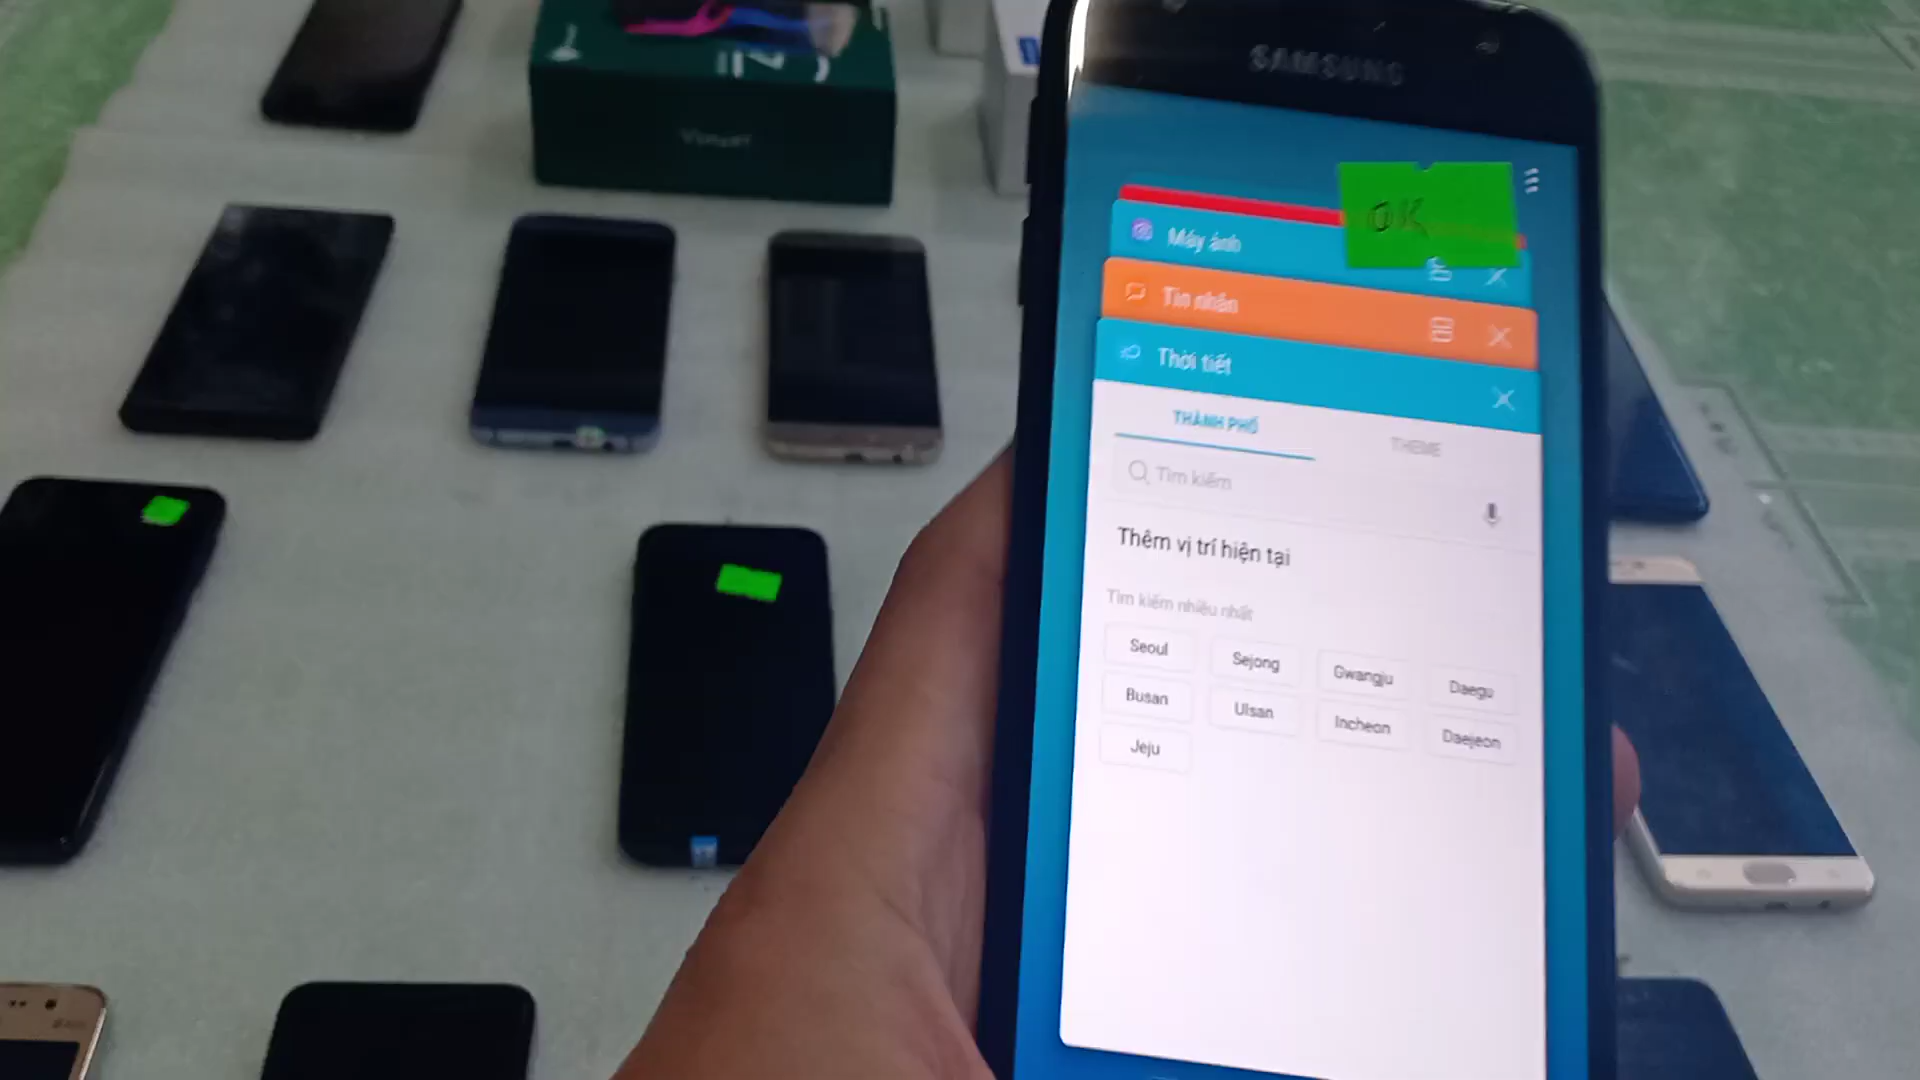 SAMSUNG
OK
Máy ảnh
Tin nhắn
Thời tiết
THÀNH PHỐ
THEME
Tìm kiếm
Thêm vị trí hiện tại
Tìm kiếm nhiều nhất
Seoul
Sejong
Gwangju
Daegu
Busan
Ulsan
Incheon
Daejeon
Jeju
Vsmart